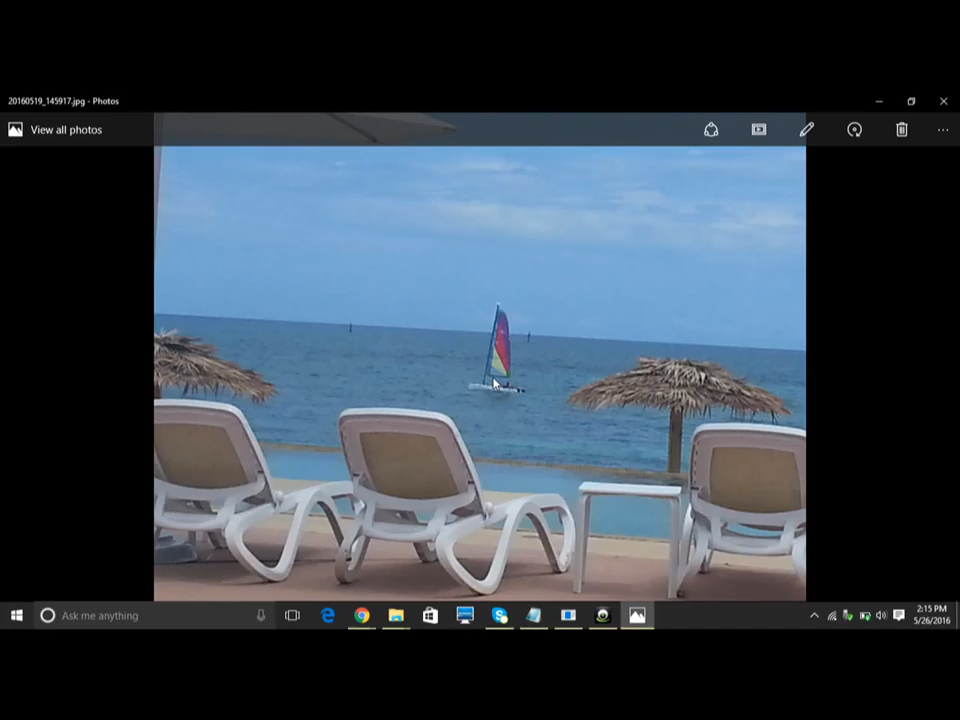 20160519_145917.jpg - Photos
View all photos
Ask me anything
2:15 PM
5/26/2016